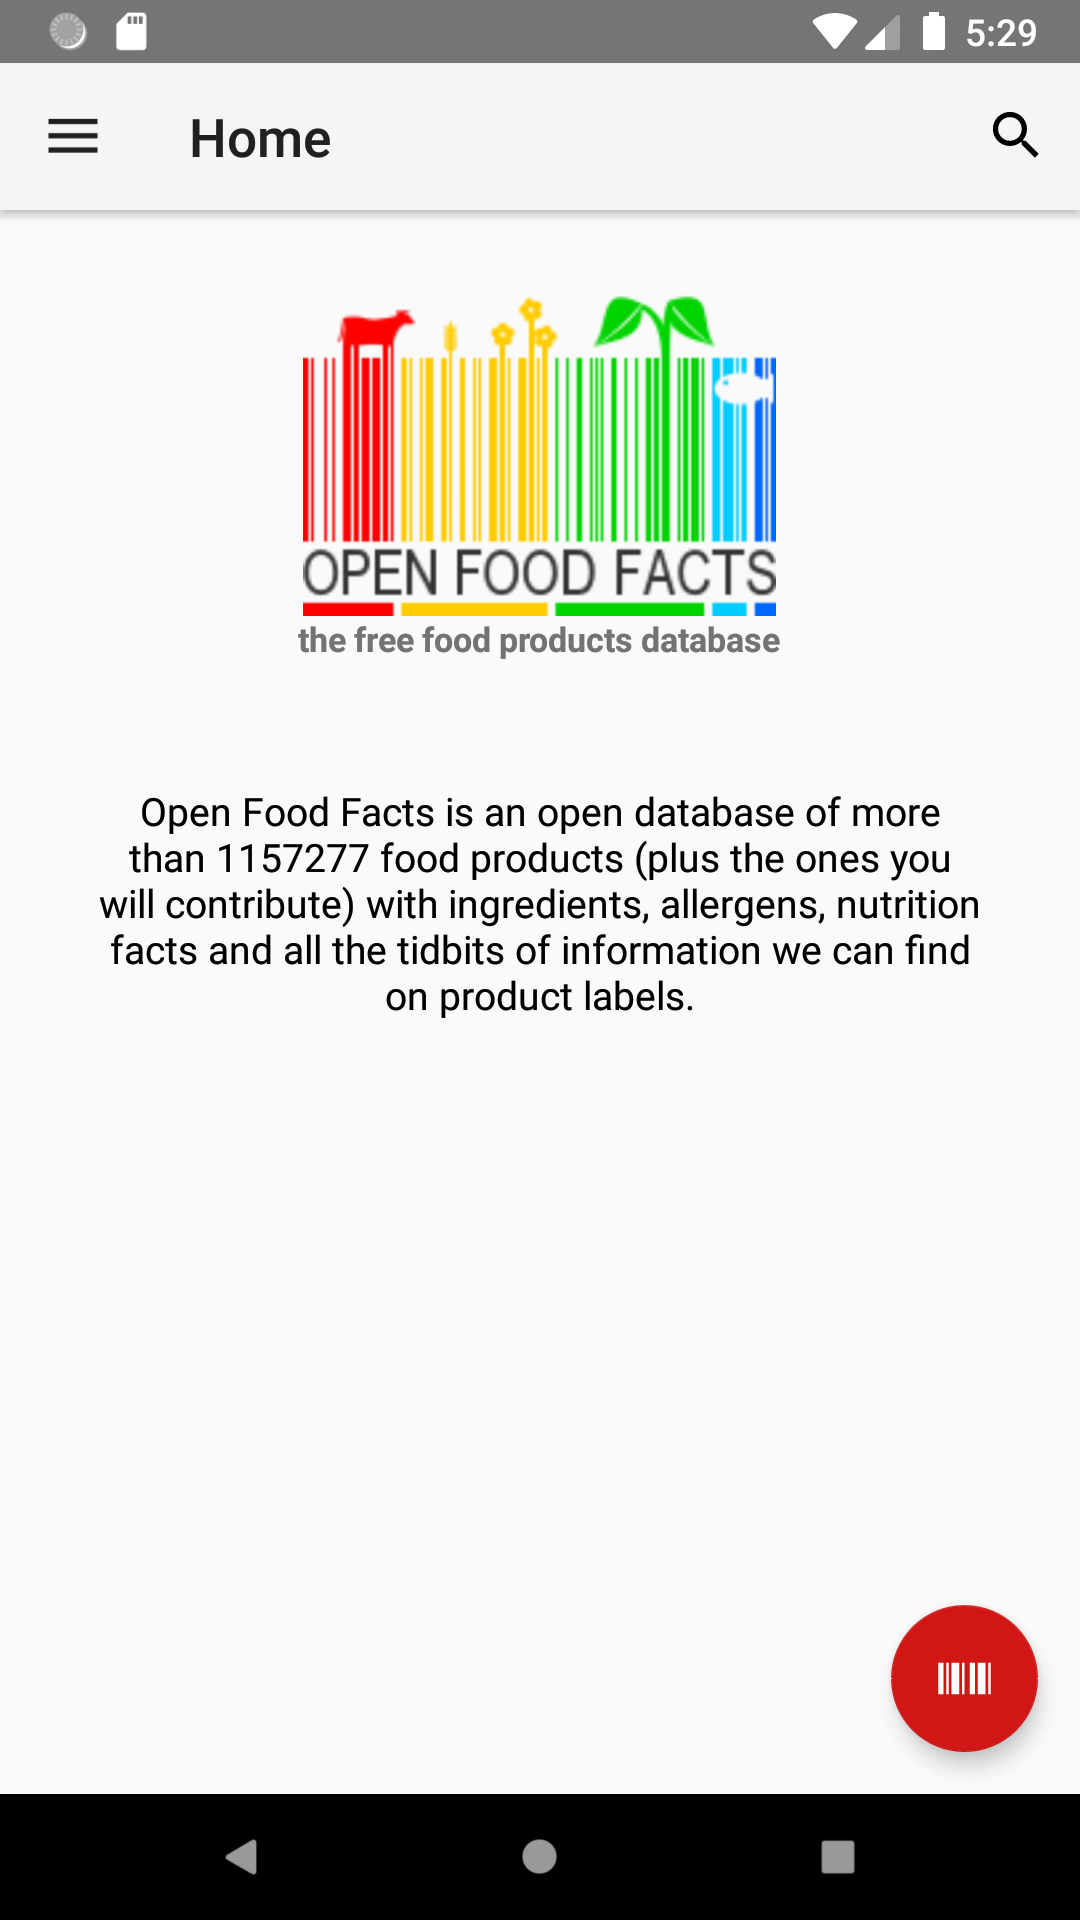 5:29
Home
OPEN FOOD FACTS
the free food products database
Open Food Facts is an open database of more
than 1157277 food products (plus the ones you
will contribute) with ingredients, allergens, nutrition
facts and all the tidbits of information we can find
on product labels.